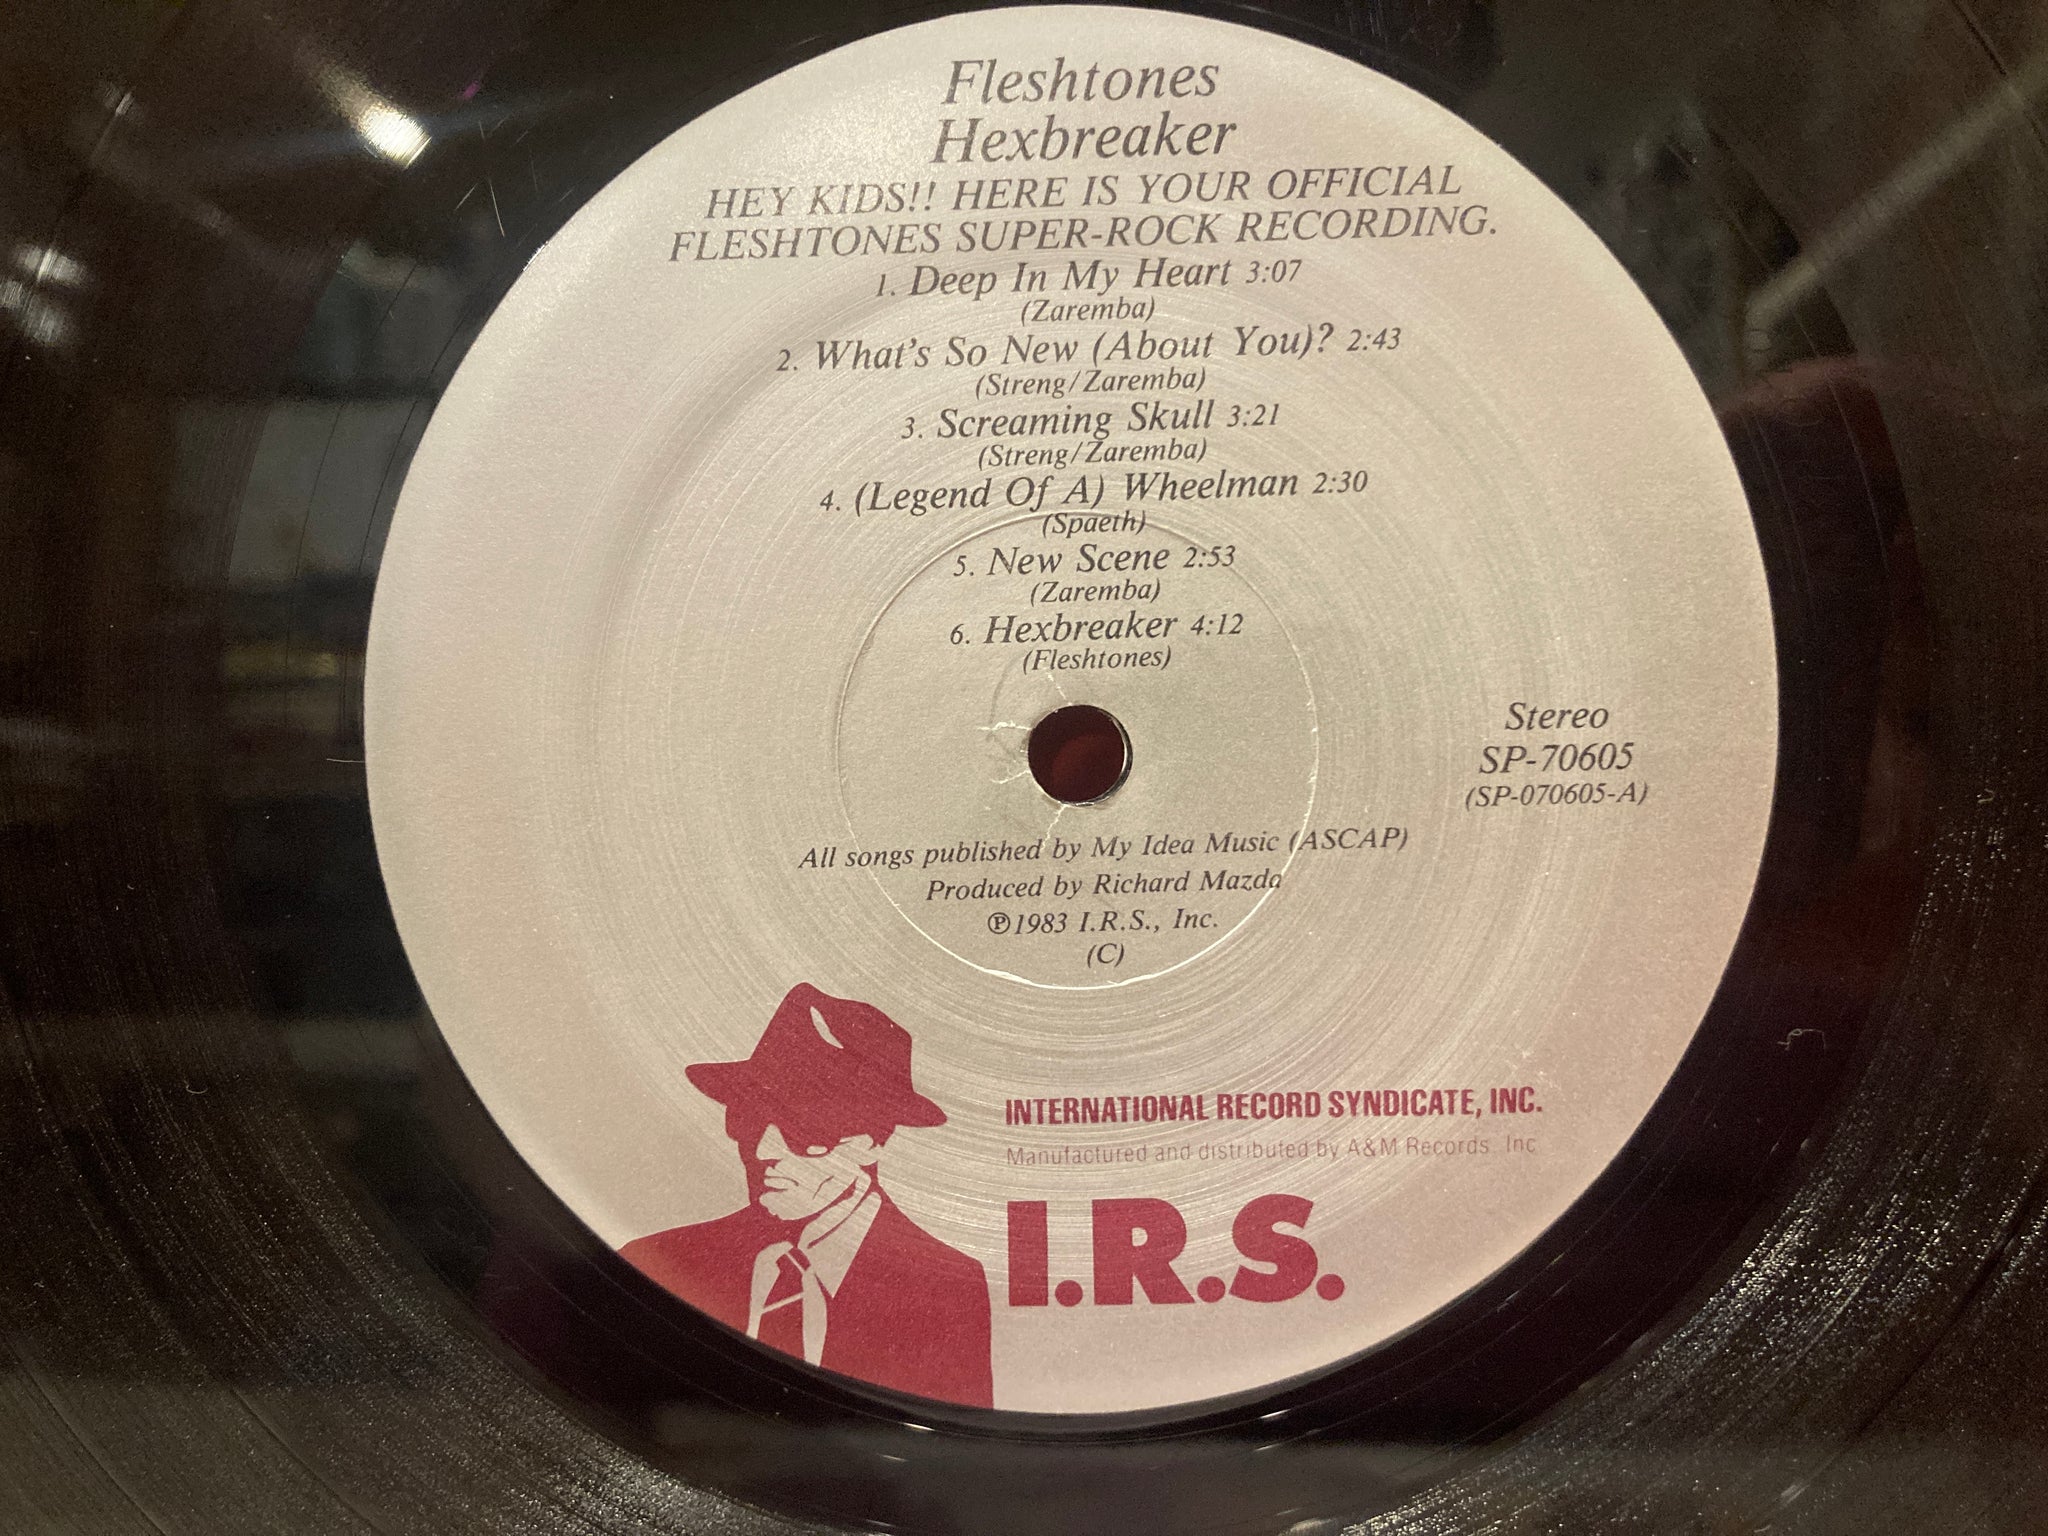 Fleshtones
Hexbreaker
HEY KIDS!! HERE IS YOUR OFFICIAL
FLESHTONES SUPER-ROCK RECORDING.
1. Deep In My Heart 3:07
(Zaremba)
2. What's So New (About You)? 2:43
(Streng/Zaremba)
3. Screaming Skull 3:21
(Streng/Zaremba)
4. (Legend Of A) Wheelman 2:30
(Spaeth)
5. New Scene 2:53
(Zaremba)
6. Hexbreaker 4:12
(Fleshtones)
Stereo
SP-70605
(SP-070605-A)
All songs published by My Idea Music (ASCAP)
Produced by Richard Mazda
℗1983 I.R.S., Inc.
(C)
INTERNATIONAL RECORD SYNDICATE, INC.
Manufactured and distributed by A&M Records Inc
I.R.S.